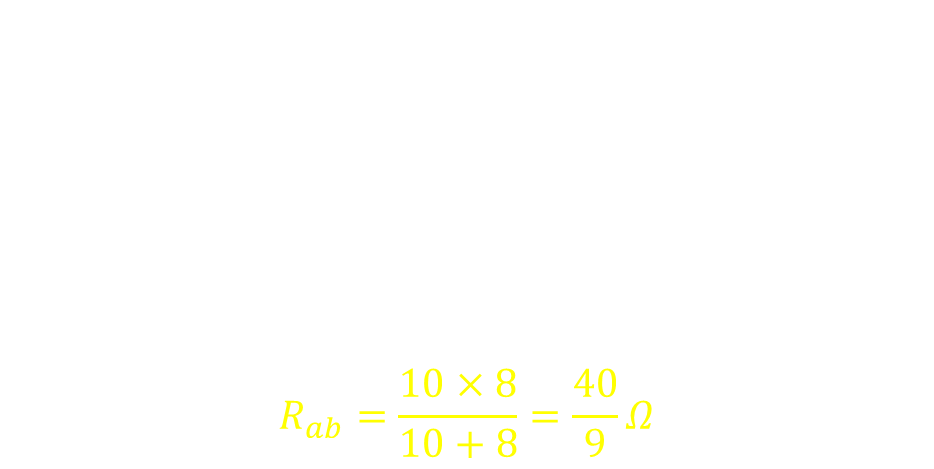 R_ab = (10 × 8)/(10 + 8) = 40/9 Ω